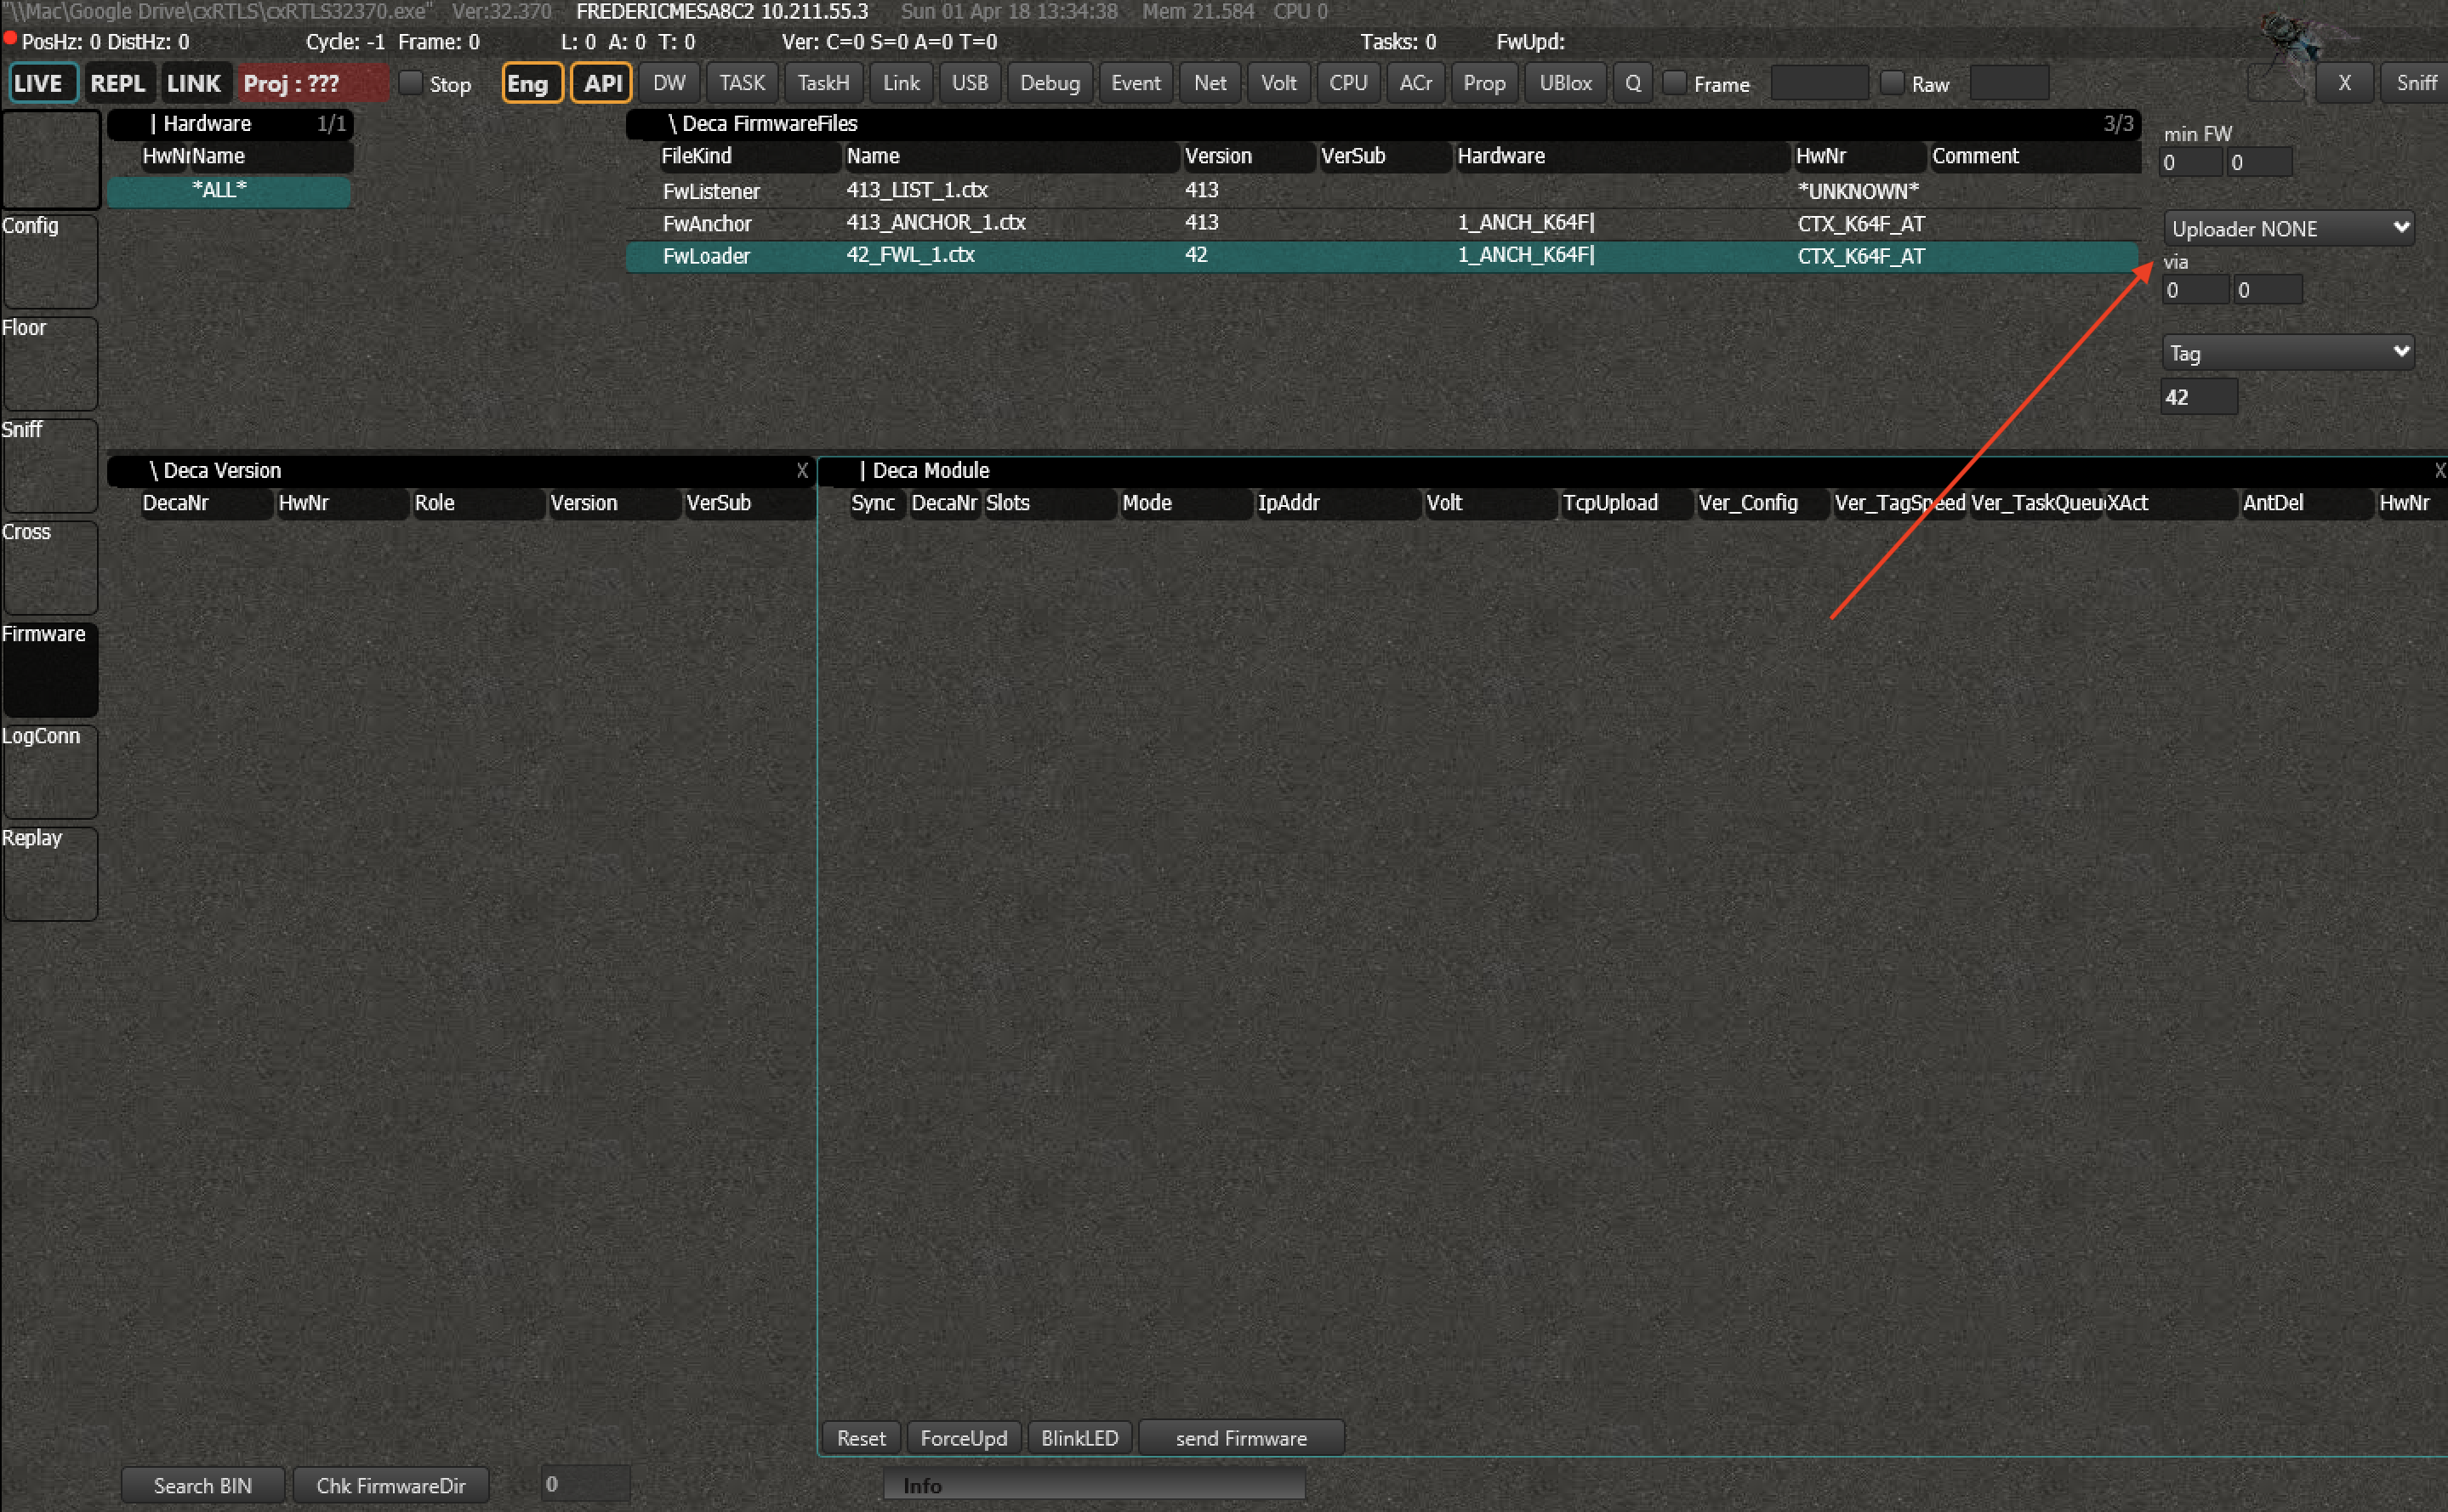 "\\Mac\Google Drive\cxRTLS\cxRTLS32370.exe" Ver:32.370 FREDERICMESA8C2 10.211.55.3 Sun 01 Apr 18 13:34:38 Mem 21.584 CPU 0
PosHz: 0 DistHz: 0 Cycle: -1 Frame: 0 L: 0 A: 0 T: 0 Ver: C=0 S=0 A=0 T=0 Tasks: 0 FwUpd:
LIVE REPL LINK Proj : ??? Stop Eng API DW TASK TaskH Link USB Debug Event Net Volt CPU ACr Prop UBlox Q Frame Raw X Sniff
| Hardware 1/1
HwNr Name
*ALL*
\ Deca FirmwareFiles 3/3
FileKind Name Version VerSub Hardware HwNr Comment
FwListener 413_LIST_1.ctx 413 *UNKNOWN*
FwAnchor 413_ANCHOR_1.ctx 413 1_ANCH_K64F| CTX_K64F_AT
FwLoader 42_FWL_1.ctx 42 1_ANCH_K64F| CTX_K64F_AT
min FW
0 0
Uploader NONE
via
0 0
Tag
42
Config
Floor
Sniff
Cross
Firmware
LogConn
Replay
\ Deca Version X
DecaNr HwNr Role Version VerSub
| Deca Module X
Sync DecaNr Slots Mode IpAddr Volt TcpUpload Ver_Config Ver_TagSpeed Ver_TaskQueu XAct AntDel HwNr
Reset ForceUpd BlinkLED send Firmware
Search BIN Chk FirmwareDir 0 Info